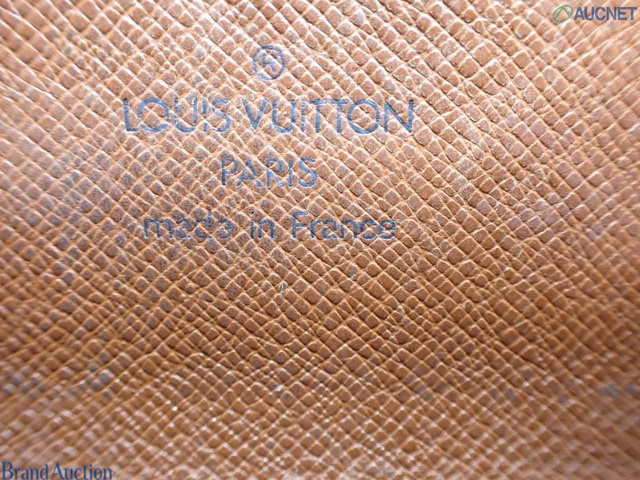 AUCNET
R
LOUIS VUITTON
PARIS
made in France
Brand Auction